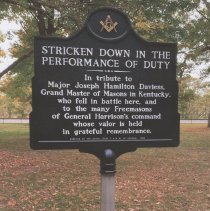 STRICKEN DOWN IN THE
PERFORMANCE OF DUTY
In tribute to
Major Joseph Hamilton Daviess,
Grand Master of Masons in Kentucky,
who fell in battle here, and
to the many Freemasons
of General Harrison's command
whose valor is held
in grateful remembrance.